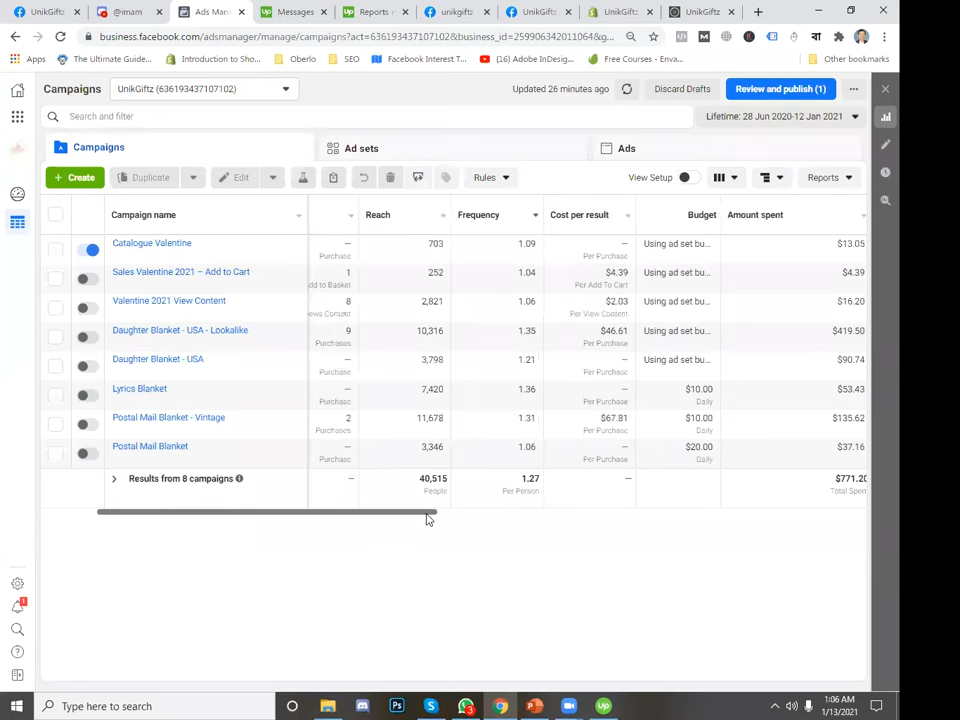 UnikGiftz
@imam
Ads Man
Messages
Reports
unikgiftz
UnikGiftz
UnikGiftz
UnikGiftz
business.facebook.com/adsmanager/manage/campaigns?act=636193437107102&business_id=259906342011064&g...
Apps
The Ultimate Guide...
Introduction to Sho...
Oberlo
SEO
Facebook Interest T...
(16) Adobe InDesig...
Free Courses - Enva...
Other bookmarks
Campaigns
UnikGiftz (636193437107102)
Updated 26 minutes ago
Discard Drafts
Review and publish (1)
Search and filter
Lifetime: 28 Jun 2020-12 Jan 2021
Campaigns
Ad sets
Ads
+ Create
Duplicate
Edit
Rules
View Setup
Reports
Campaign name Reach Frequency Cost per result Budget Amount spent
Catalogue Valentine — 703 1.09 — Using ad set bu... $13.05
Purchase Per Purchase
Sales Valentine 2021 – Add to Cart 1 252 1.04 $4.39 Using ad set bu... $4.39
dd to Basket Per Add To Cart
Valentine 2021 View Content 8 2,821 1.06 $2.03 Using ad set bu... $16.20
ews Content Per View Content
Daughter Blanket - USA - Lookalike 9 10,316 1.35 $46.61 Using ad set bu... $419.50
Purchases Per Purchase
Daughter Blanket - USA — 3,798 1.21 — Using ad set bu... $90.74
Purchase Per Purchase
Lyrics Blanket — 7,420 1.36 — $10.00 $53.43
Purchase Per Purchase Daily
Postal Mail Blanket - Vintage 2 11,678 1.31 $67.81 $10.00 $135.62
Purchases Per Purchase Daily
Postal Mail Blanket — 3,346 1.06 — $20.00 $37.16
Purchase Per Purchase Daily
Results from 8 campaigns — 40,515 1.27 — $771.20
People Per Person Total Spen
1
Type here to search
3
1:06 AM
1/13/2021